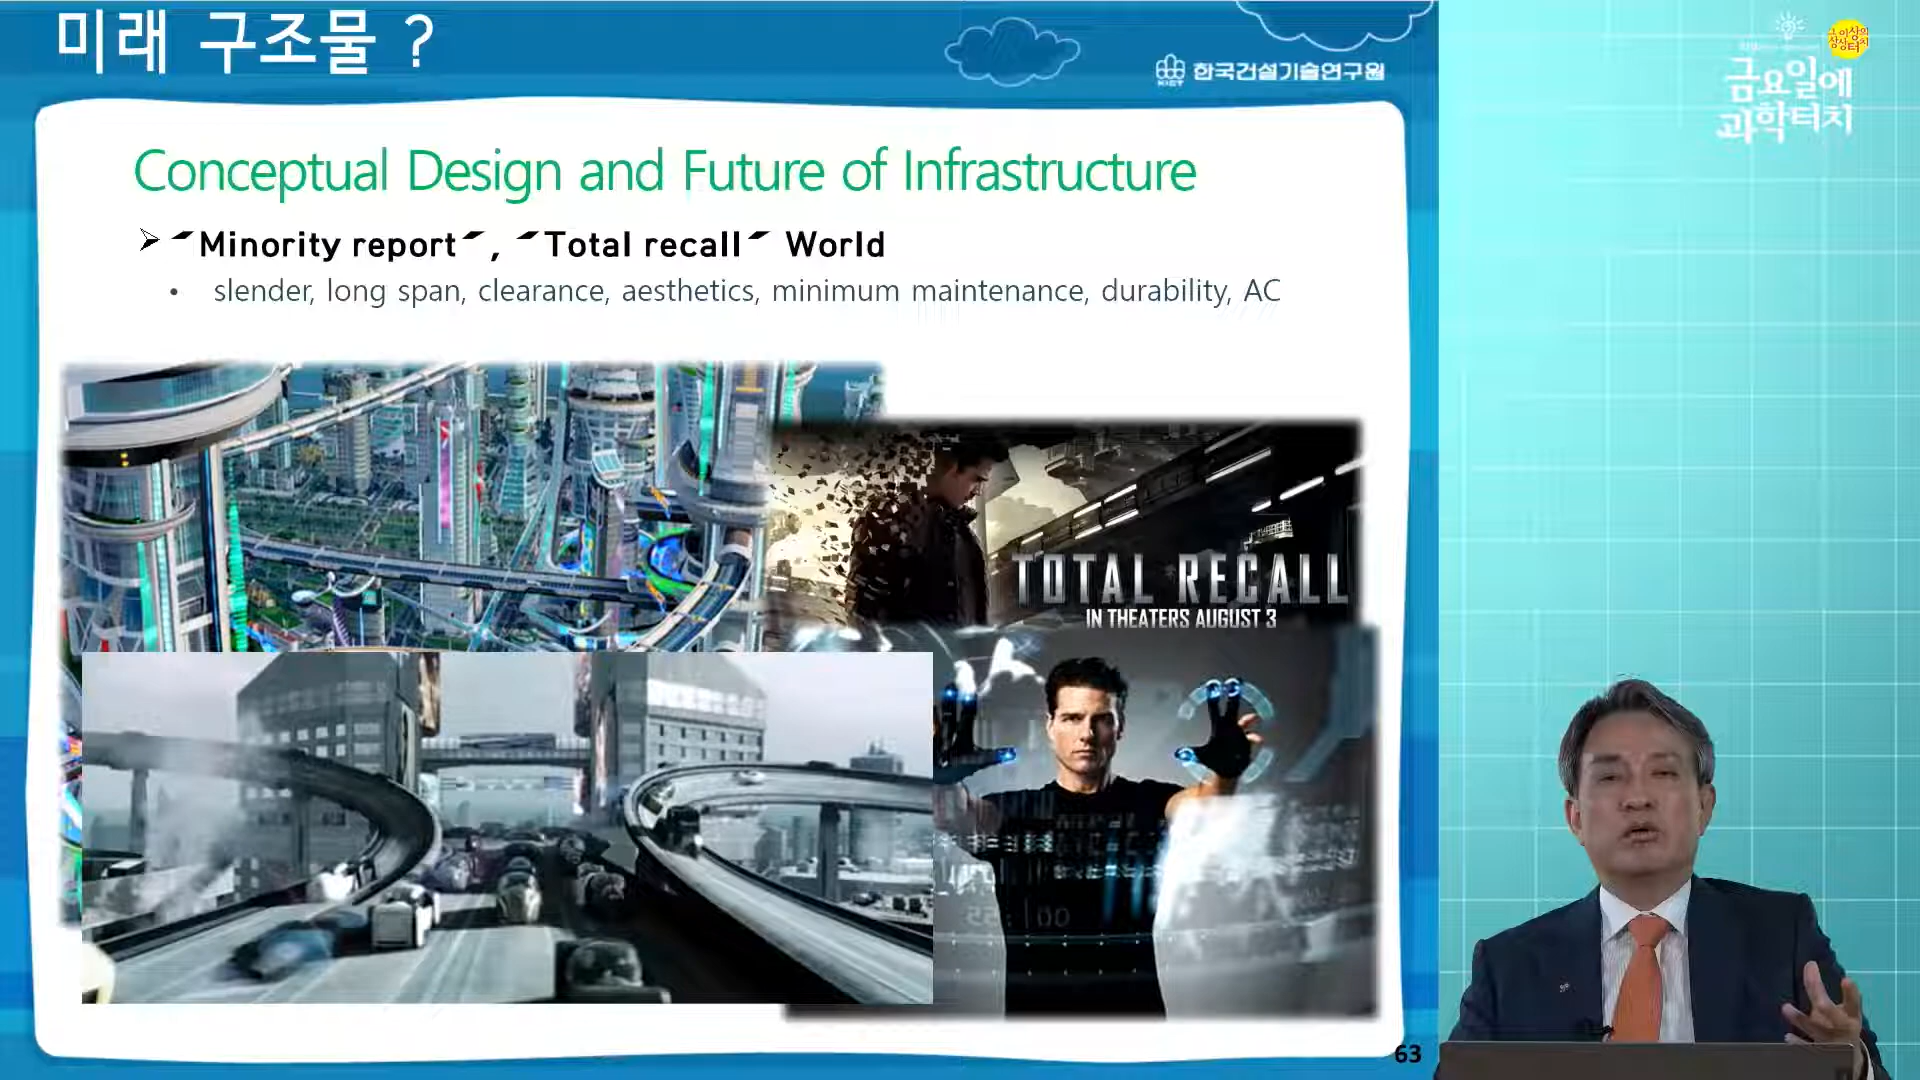 미래 구조물 ?
한국건설기술연구원
KICT
금요일에
과학터치
Conceptual Design and Future of Infrastructure
➢ "Minority report", "Total recall" World
• slender, long span, clearance, aesthetics, minimum maintenance, durability, AC
TOTAL RECALL
IN THEATERS AUGUST 3
63